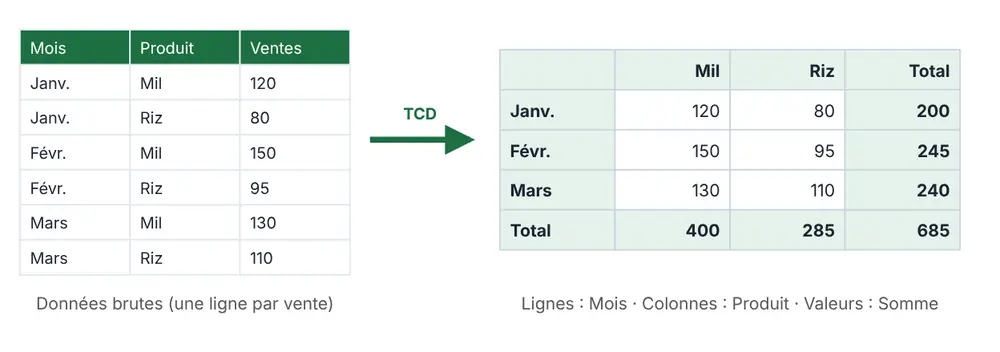 Mois Produit Ventes
Janv. Mil 120
Janv. Riz 80
Févr. Mil 150
Févr. Riz 95
Mars Mil 130
Mars Riz 110
Données brutes (une ligne par vente)
TCD
Mil Riz Total
Janv. 120 80 200
Févr. 150 95 245
Mars 130 110 240
Total 400 285 685
Lignes : Mois · Colonnes : Produit · Valeurs : Somme